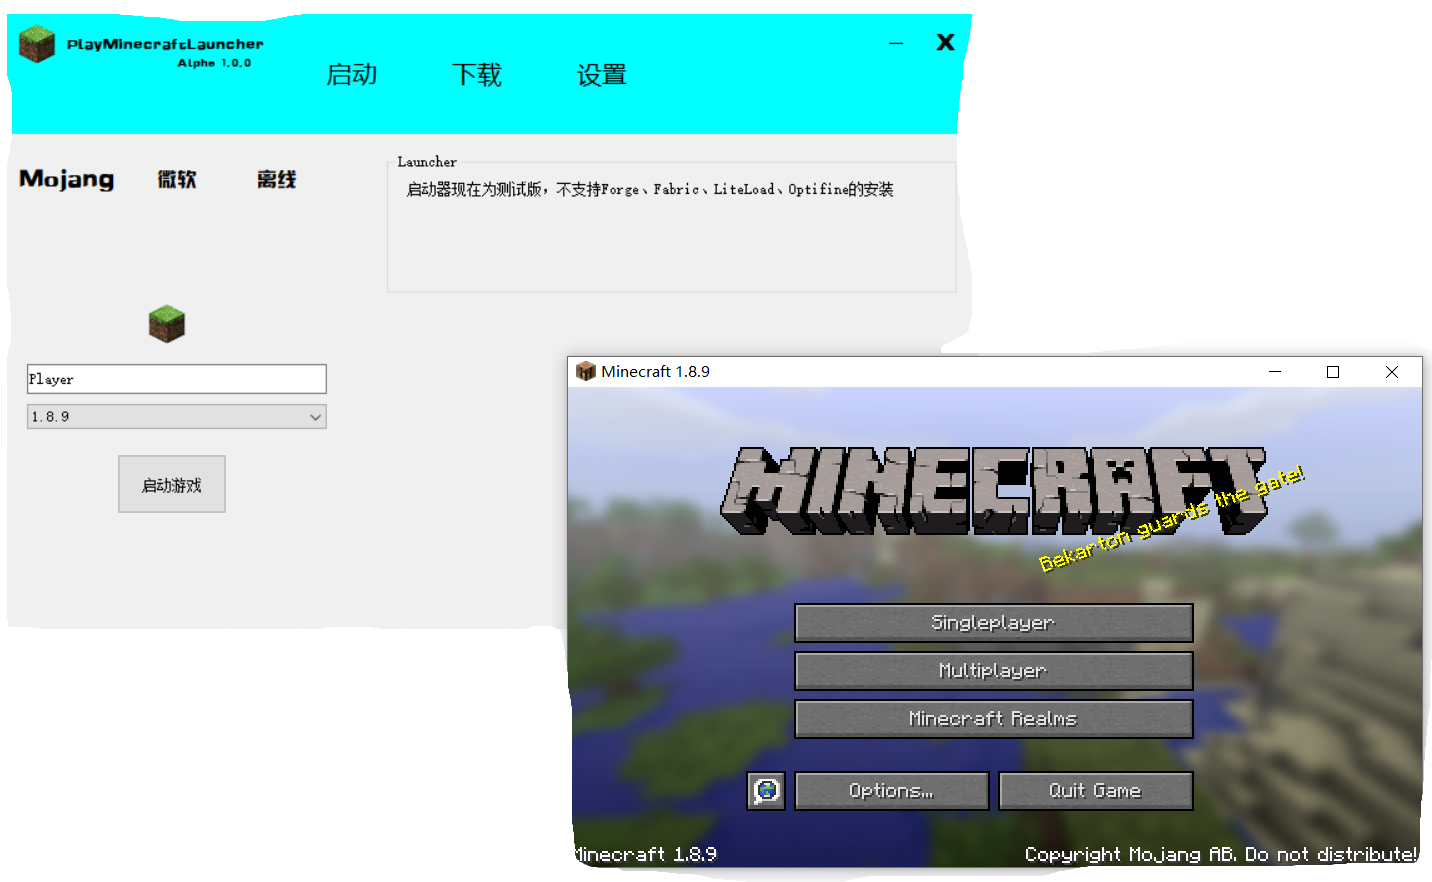 PlayMinecraftLauncher
Alpha 1.0.0
启动 下载 设置
Mojang 微软 离线
Launcher
启动器现在为测试版，不支持Forge、Fabric、LiteLoad、Optifine的安装
Player
1.8.9
启动游戏
Minecraft 1.8.9
MINECRAFT
Bekarton guards the gate!
Singleplayer
Multiplayer
Minecraft Realms
Options...
Quit Game
Minecraft 1.8.9
Copyright Mojang AB. Do not distribute!